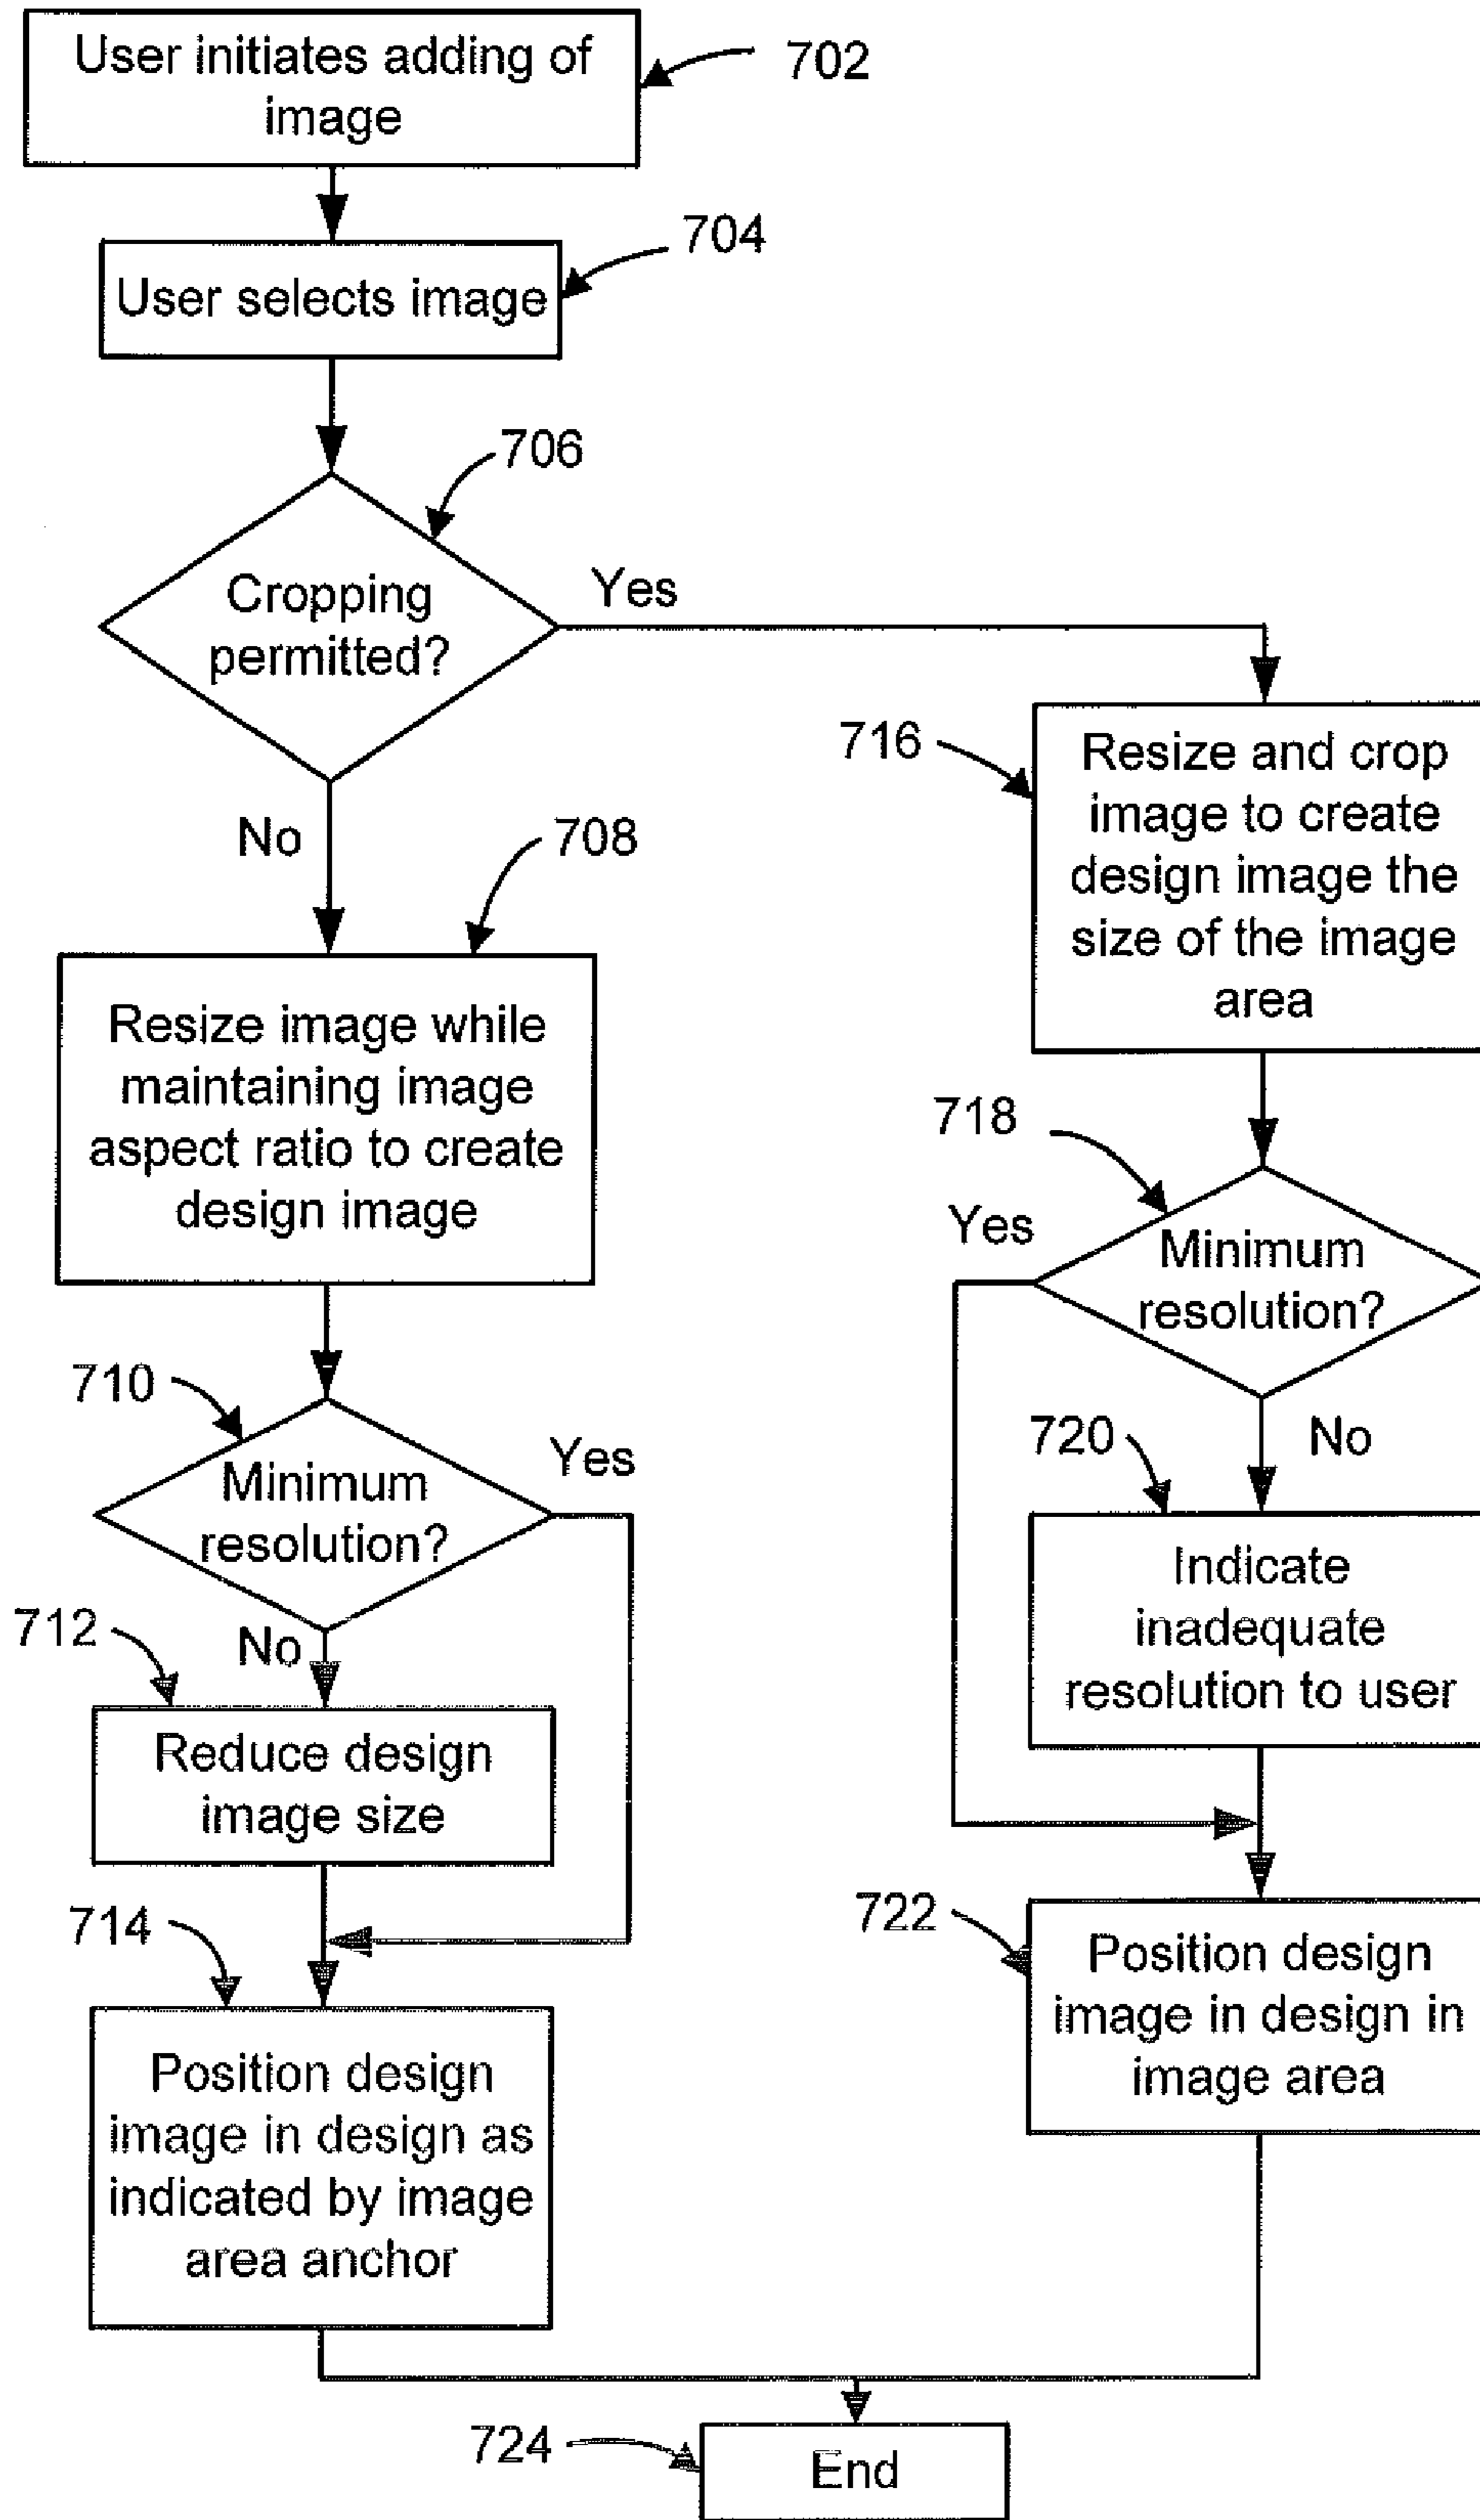 User initiates adding of
image
702
User selects image
704
706
Cropping
permitted?
Yes
No
708
Resize image while
maintaining image
aspect ratio to create
design image
710
Minimum
resolution?
Yes
No
712
Reduce design
image size
714
Position design
image in design as
indicated by image
area anchor
716
Resize and crop
image to create
design image the
size of the image
area
718
Minimum
resolution?
Yes
No
720
Indicate
inadequate
resolution to user
722
Position design
image in design in
image area
724
End